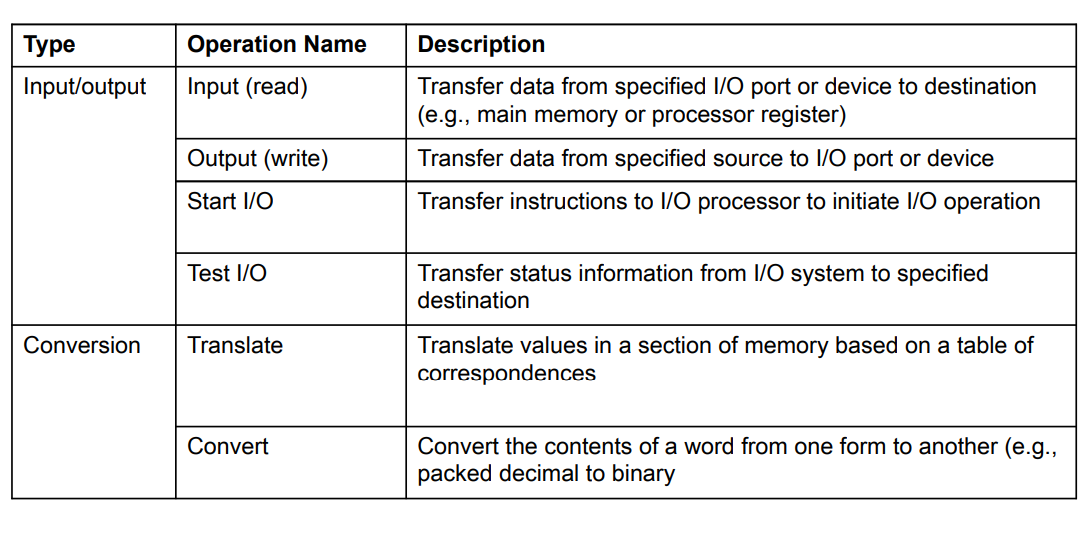 Type Operation Name Description
Input/output Input (read) Transfer data from specified I/O port or device to destination
(e.g., main memory or processor register)
Output (write) Transfer data from specified source to I/O port or device
Start I/O Transfer instructions to I/O processor to initiate I/O operation
Test I/O Transfer status information from I/O system to specified
destination
Conversion Translate Translate values in a section of memory based on a table of
correspondences
Convert Convert the contents of a word from one form to another (e.g.,
packed decimal to binary